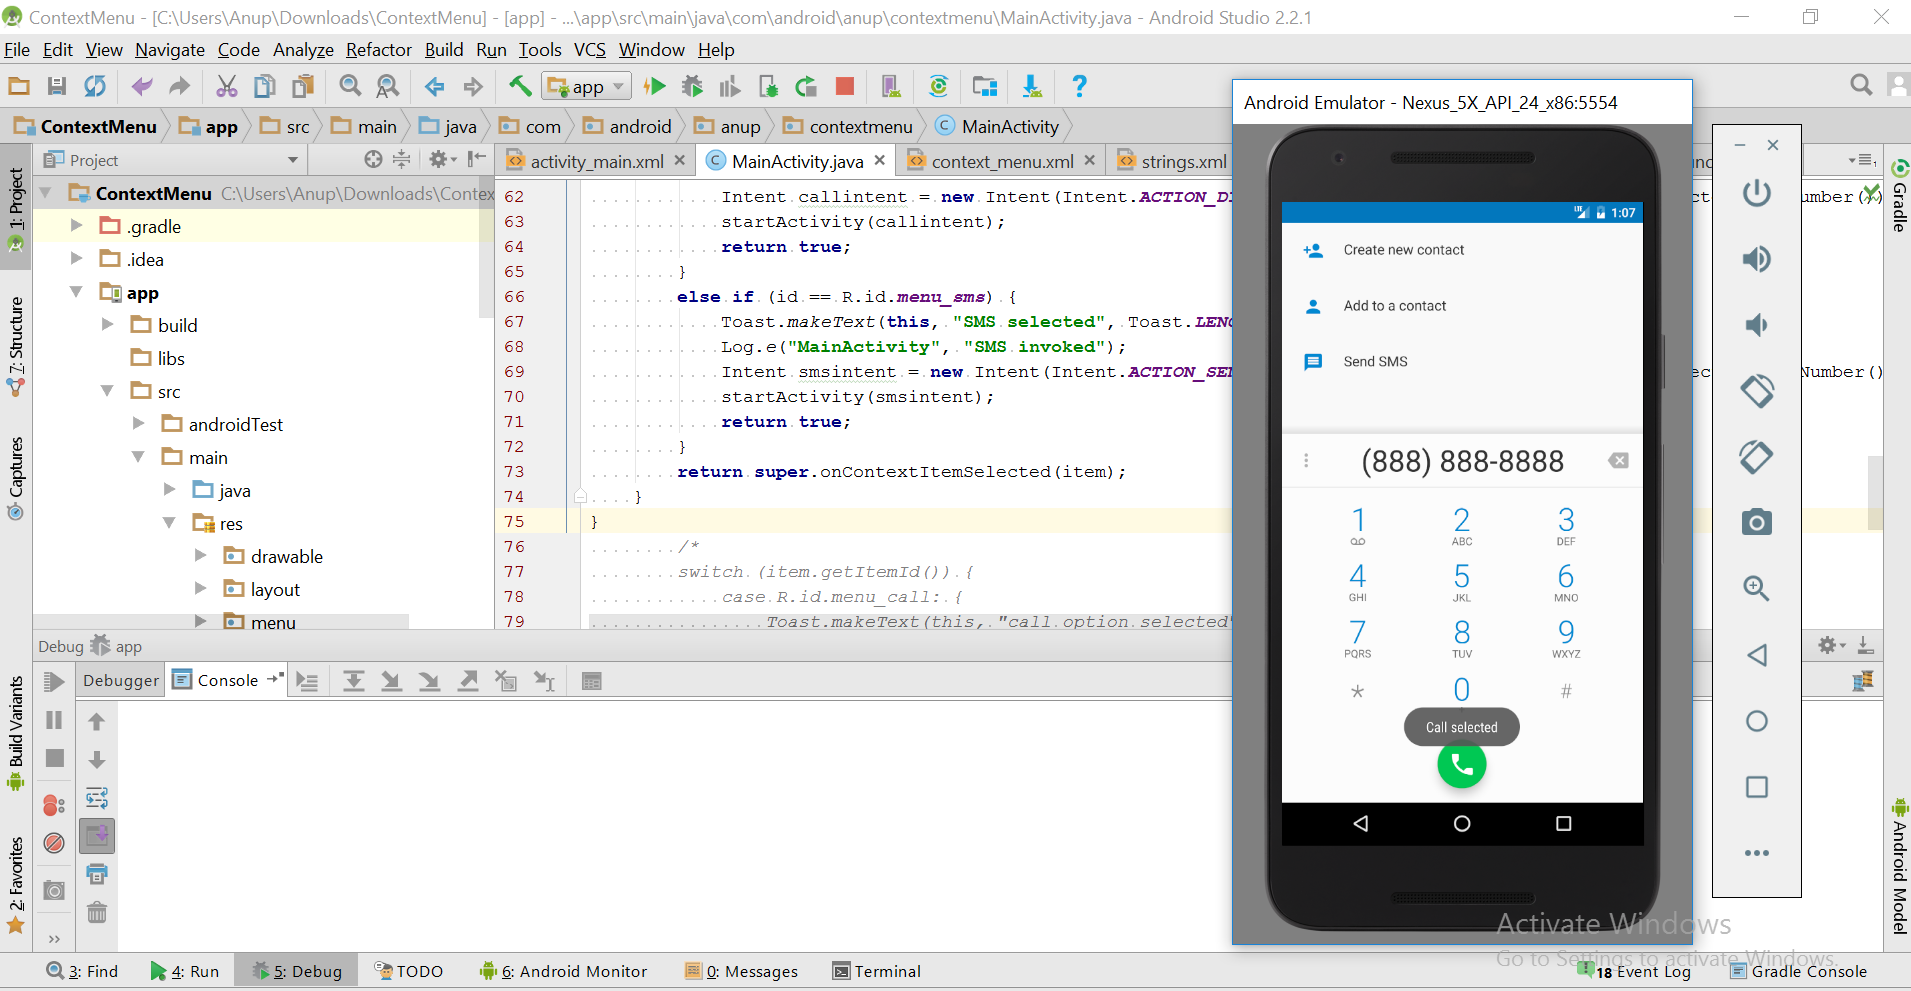 ContextMenu - [C:\Users\Anup\Downloads\ContextMenu] - [app] - ...\app\src\main\java\com\android\anup\contextmenu\MainActivity.java - Android Studio 2.2.1
File Edit View Navigate Code Analyze Refactor Build Run Tools VCS Window Help
app
ContextMenu app src main java com android anup contextmenu MainActivity
Project
activity_main.xml MainActivity.java context_menu.xml strings.xml
ContextMenu C:\Users\Anup\Downloads\Contex
.gradle
.idea
app
build
libs
src
androidTest
main
java
res
drawable
layout
menu
62 Intent callintent = new Intent(Intent.ACTION_D
63 startActivity(callintent);
64 return true;
65 }
66 else if (id == R.id.menu_sms) {
67 Toast.makeText(this, "SMS selected", Toast.LENG
68 Log.e("MainActivity", "SMS invoked");
69 Intent smsintent = new Intent(Intent.ACTION_SE
70 startActivity(smsintent);
71 return true;
72 }
73 return super.onContextItemSelected(item);
74 }
75 }
76 /*
77 switch (item.getItemId()) {
78 case R.id.menu_call: {
79 Toast.makeText(this, "call option selected"
umber()
Number()
Android Emulator - Nexus_5X_API_24_x86:5554
LTE 1:07
Create new contact
Add to a contact
Send SMS
(888) 888-8888
1 2 3
ABC DEF
4 5 6
GHI JKL MNO
7 8 9
PQRS TUV WXYZ
* 0 #
Call selected
1: Project
7: Structure
Captures
Build Variants
2: Favorites
Gradle
Android Model
Debug app
Debugger Console
Activate Windows
Go to Settings to activate Windows.
3: Find 4: Run 5: Debug TODO 6: Android Monitor 0: Messages Terminal 18 Event Log Gradle Console